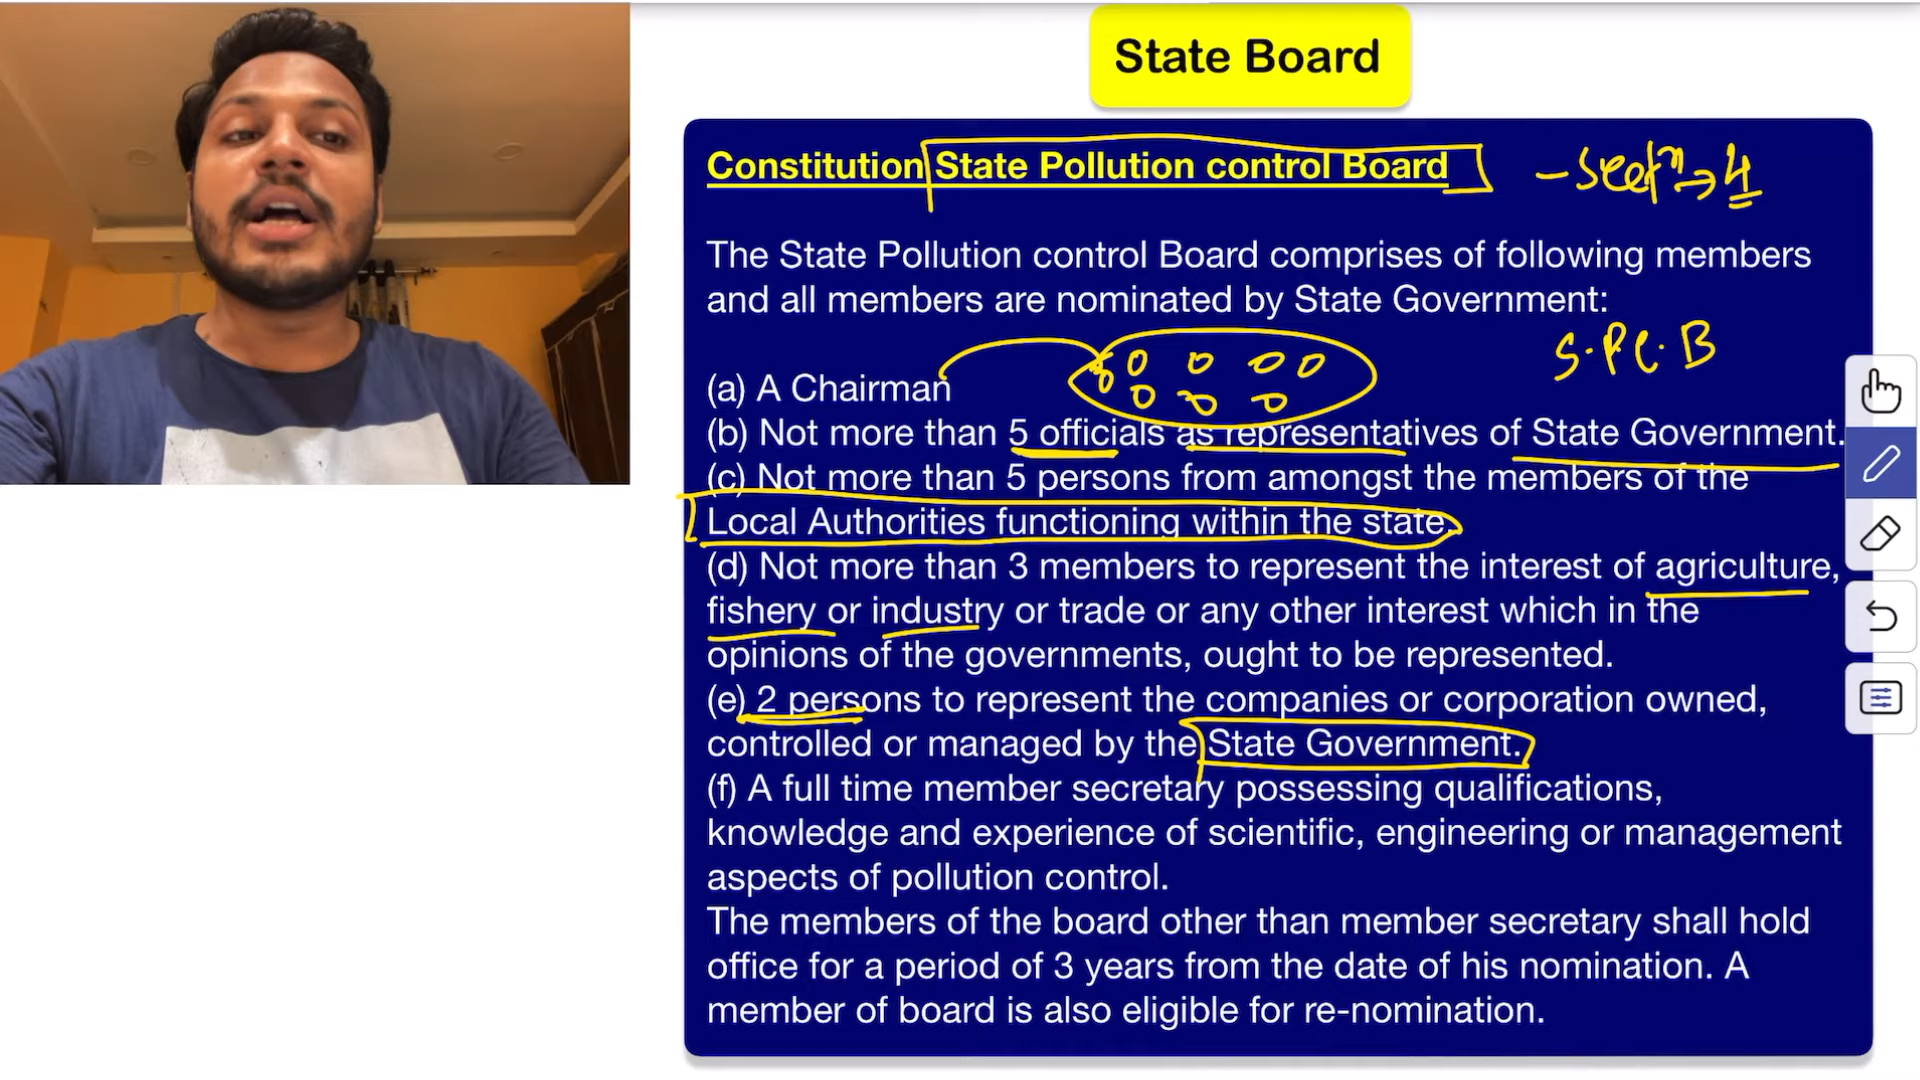 State Board
Constitution State Pollution control Board
- Sectn → 4
The State Pollution control Board comprises of following members
and all members are nominated by State Government:
S.P.C.B
(a) A Chairman
(b) Not more than 5 officials as representatives of State Government.
(c) Not more than 5 persons from amongst the members of the
Local Authorities functioning within the state.
(d) Not more than 3 members to represent the interest of agriculture,
fishery or industry or trade or any other interest which in the
opinions of the governments, ought to be represented.
(e) 2 persons to represent the companies or corporation owned,
controlled or managed by the State Government.
(f) A full time member secretary possessing qualifications,
knowledge and experience of scientific, engineering or management
aspects of pollution control.
The members of the board other than member secretary shall hold
office for a period of 3 years from the date of his nomination. A
member of board is also eligible for re-nomination.